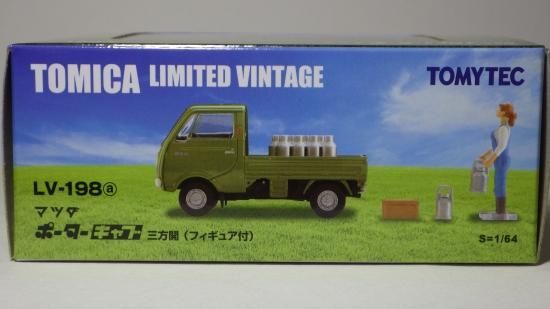 TOMICA LIMITED VINTAGE
TOMYTEC
LV-198ⓐ
マツダ
ポーターキャブ 三方開（フィギュア付）
S=1/64